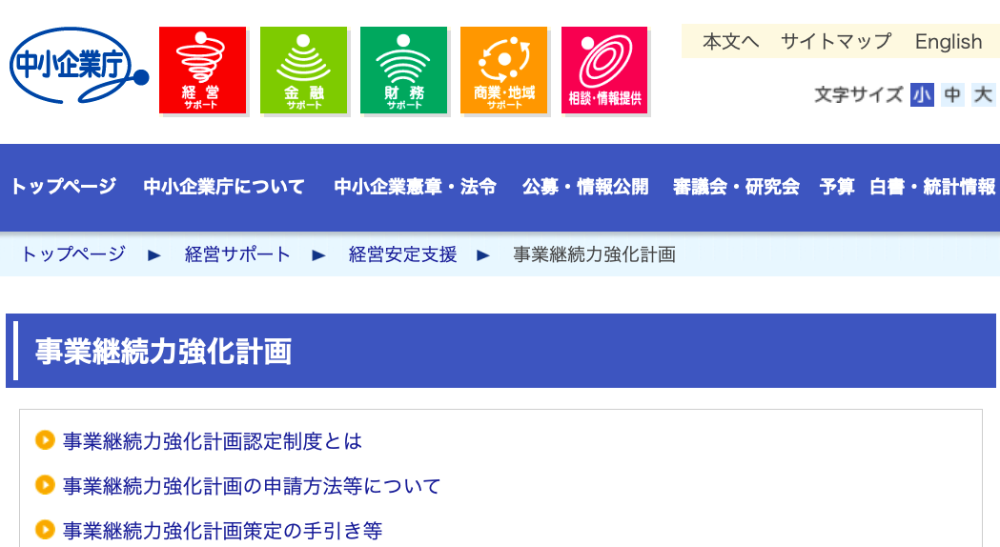 中小企業庁
経営
サポート
金融
サポート
財務
サポート
商業・地域
サポート
相談・情報提供
本文へ サイトマップ English
文字サイズ 小 中 大
トップページ 中小企業庁について 中小企業憲章・法令 公募・情報公開 審議会・研究会 予算 白書・統計情報
トップページ ▶ 経営サポート ▶ 経営安定支援 ▶ 事業継続力強化計画
事業継続力強化計画
事業継続力強化計画認定制度とは
事業継続力強化計画の申請方法等について
事業継続力強化計画策定の手引き等